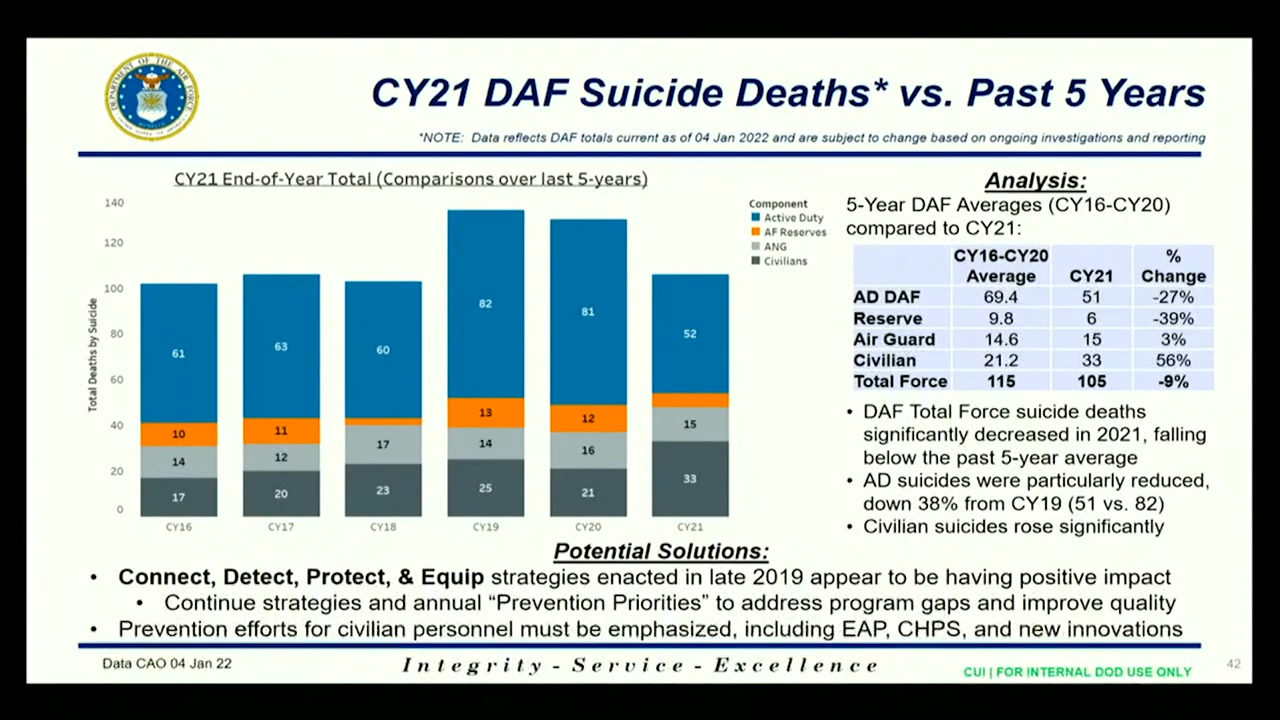 CY21 DAF Suicide Deaths* vs. Past 5 Years
*NOTE: Data reflects DAF totals current as of 04 Jan 2022 and are subject to change based on ongoing investigations and reporting
DEPARTMENT OF THE AIR FORCE
CY21 End-of-Year Total (Comparisons over last 5-years)
Total Deaths by Suicide
140
120
100
80
60
40
20
0
61
10
14
17
63
11
12
20
60
17
23
82
13
14
25
81
12
16
21
52
15
33
CY16 CY17 CY18 CY19 CY20 CY21
Component
Active Duty
AF Reserves
ANG
Civilians
Analysis:
5-Year DAF Averages (CY16-CY20)
compared to CY21:
CY16-CY20 Average CY21 % Change
AD DAF 69.4 51 -27%
Reserve 9.8 6 -39%
Air Guard 14.6 15 3%
Civilian 21.2 33 56%
Total Force 115 105 -9%
• DAF Total Force suicide deaths
significantly decreased in 2021, falling
below the past 5-year average
• AD suicides were particularly reduced,
down 38% from CY19 (51 vs. 82)
• Civilian suicides rose significantly
Potential Solutions:
• Connect, Detect, Protect, & Equip strategies enacted in late 2019 appear to be having positive impact
• Continue strategies and annual “Prevention Priorities” to address program gaps and improve quality
• Prevention efforts for civilian personnel must be emphasized, including EAP, CHPS, and new innovations
Data CAO 04 Jan 22
Integrity - Service - Excellence
CUI | FOR INTERNAL DOD USE ONLY
42